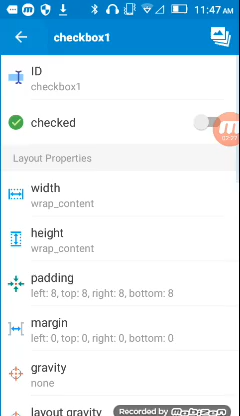 11:47 AM
checkbox1
ID
checkbox1
checked
Layout Properties
width
wrap_content
height
wrap_content
padding
left: 8, top: 8, right: 8, bottom: 8
margin
left: 0, top: 0, right: 0, bottom: 0
gravity
none
layout gravity
Recorded by MOBIZEN